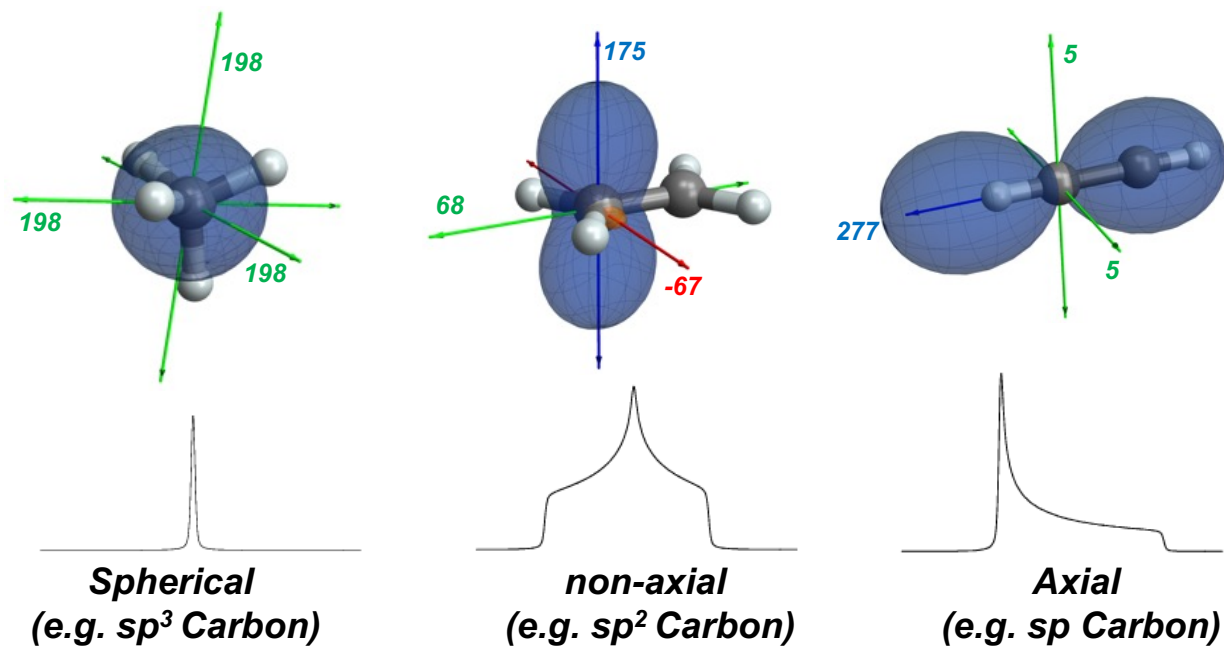 198
198
198
175
68
-67
5
277
5
Spherical
(e.g. sp³ Carbon)
non-axial
(e.g. sp² Carbon)
Axial
(e.g. sp Carbon)